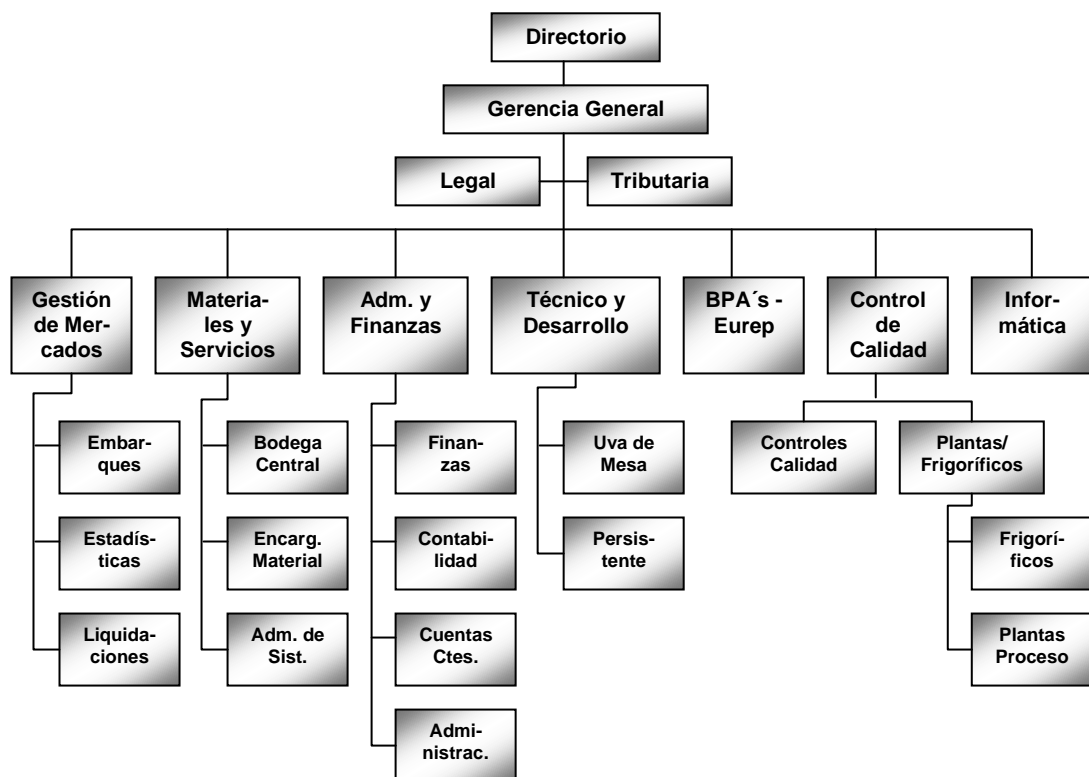 Directorio
Gerencia General
Legal
Tributaria
Gestión
de Mer-
cados
Materia-
les y
Servicios
Adm. y
Finanzas
Técnico y
Desarrollo
BPA´s -
Eurep
Control
de
Calidad
Infor-
mática
Embar-
ques
Estadís-
ticas
Liquida-
ciones
Bodega
Central
Encarg.
Material
Adm. de
Sist.
Finan-
zas
Contabi-
lidad
Cuentas
Ctes.
Admi-
nistrac.
Uva de
Mesa
Persis-
tente
Controles
Calidad
Plantas/
Frigoríficos
Frigorí-
ficos
Plantas
Proceso